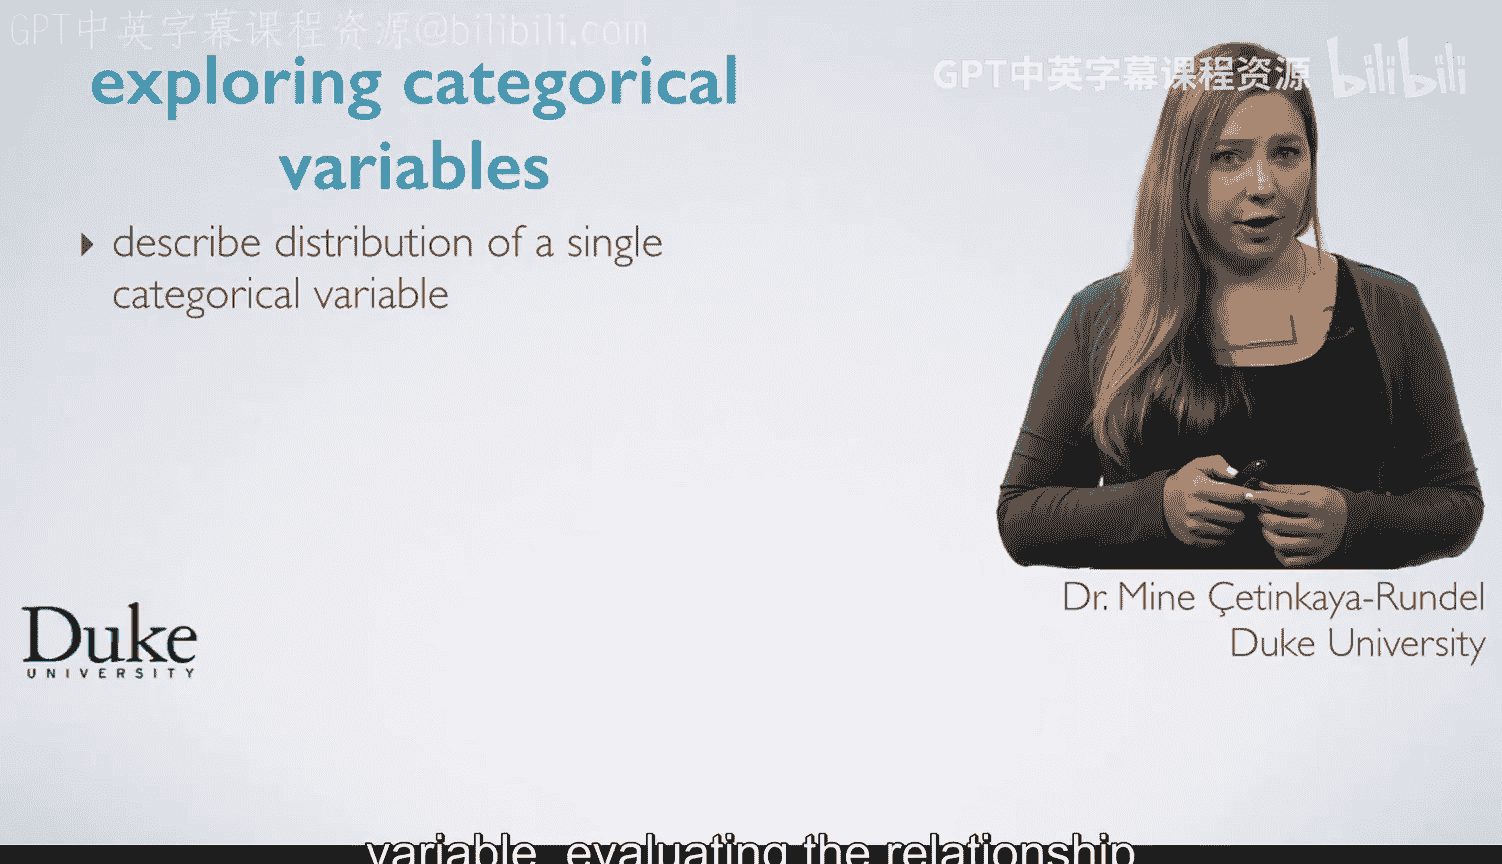 GPT中英字幕课程资源@bilibili.com
GPT中英字幕课程资源 bilibili
exploring categorical
variables
describe distribution of a single
categorical variable
Dr. Mine Çetinkaya-Rundel
Duke University
Duke
UNIVERSITY
variable, evaluating the relationship